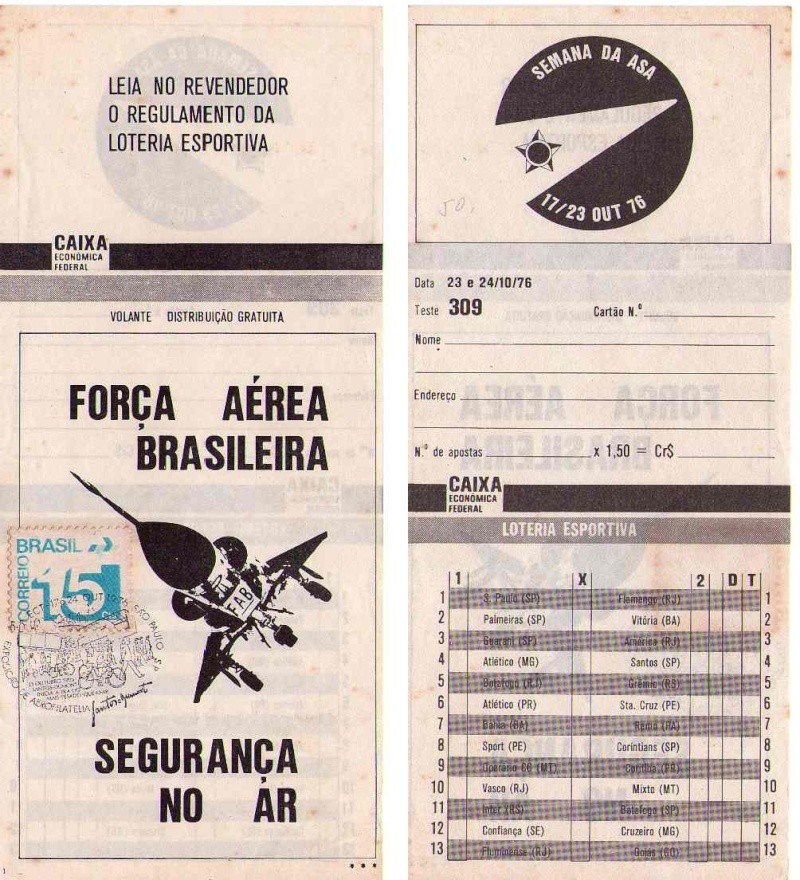 LEIA NO REVENDEDOR
O REGULAMENTO DA
LOTERIA ESPORTIVA
CAIXA
ECONÔMICA
FEDERAL
VOLANTE DISTRIBUIÇÃO GRATUITA
FORÇA AÉREA
BRASILEIRA
FAB
BRASIL
CORREIO
15
SÃO PAULO
AEROFILATELIA
SEGURANÇA
NO AR
SEMANA DA ASA
17/23 OUT 76
50,
Data 23 e 24/10/76
Teste 309 Cartão N.º
Nome
Endereço
N.º de apostas x 1,50 = Cr$
CAIXA
ECONÔMICA
FEDERAL
LOTERIA ESPORTIVA
1 X 2 D T
1 S. Paulo (SP) Flamengo (RJ) 1
2 Palmeiras (SP) Vitória (BA) 2
3 Guarani (SP) América (RJ) 3
4 Atlético (MG) Santos (SP) 4
5 Botafogo (RJ) Grêmio (RS) 5
6 Atlético (PR) Sta. Cruz (PE) 6
7 Bahia (BA) Remo (PA) 7
8 Sport (PE) Coríntians (SP) 8
9 Operário CG (MT) Coritiba (PR) 9
10 Vasco (RJ) Mixto (MT) 10
11 Inter (RS) Botafogo (SP) 11
12 Confiança (SE) Cruzeiro (MG) 12
13 Fluminense (RJ) Goiás (GO) 13